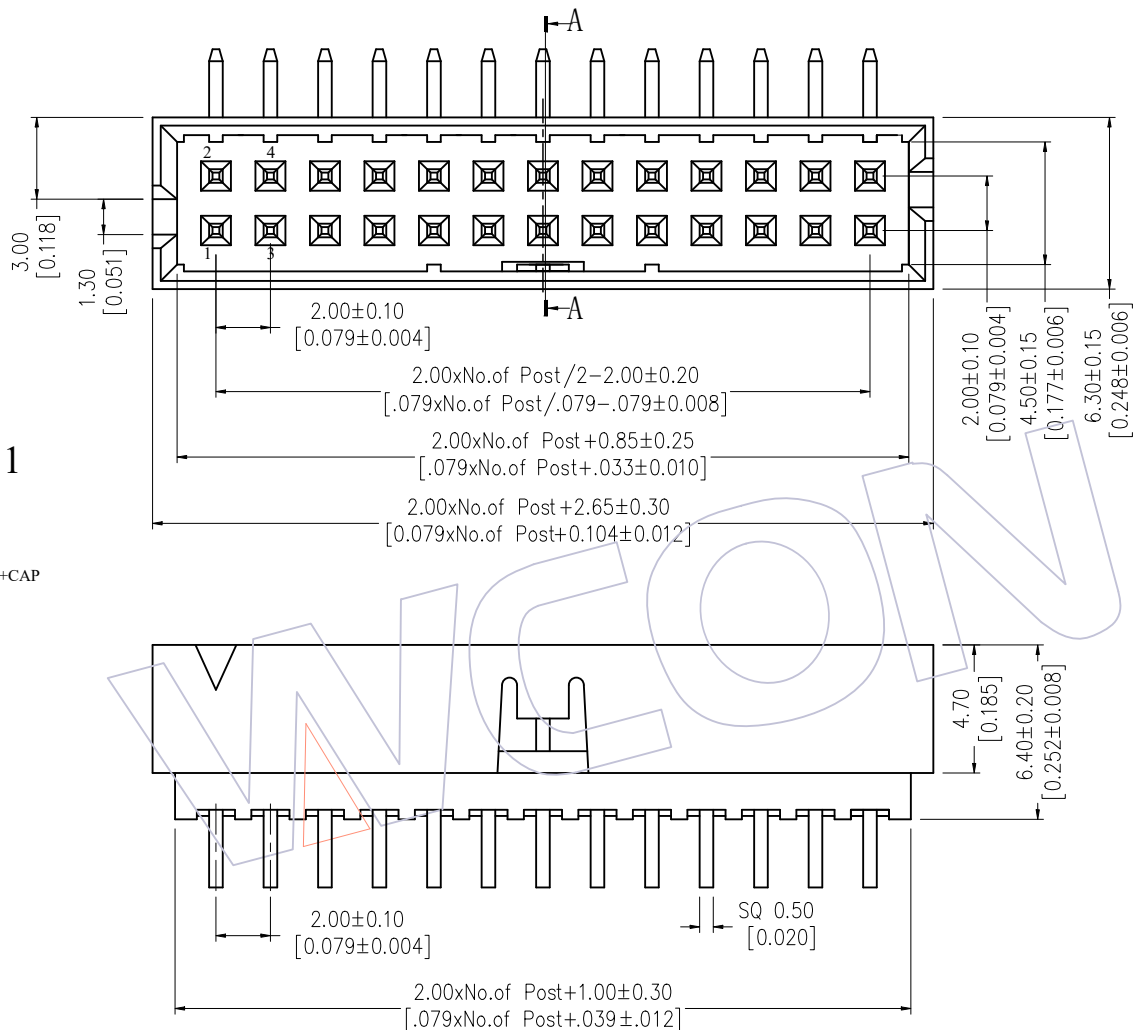 A
2 4
1 3
A
3.00
[0.118]
1.30
[0.051]
2.00±0.10
[0.079±0.004]
2.00xNo.of Post/2-2.00±0.20
[.079xNo.of Post/.079-.079±0.008]
2.00xNo.of Post+0.85±0.25
[.079xNo.of Post+.033±0.010]
2.00xNo.of Post+2.65±0.30
[0.079xNo.of Post+0.104±0.012]
2.00±0.10
[0.079±0.004]
4.50±0.15
[0.177±0.006]
6.30±0.15
[0.248±0.006]
1
+CAP
WCON
4.70
[0.185]
6.40±0.20
[0.252±0.008]
2.00±0.10
[0.079±0.004]
SQ 0.50
[0.020]
2.00xNo.of Post+1.00±0.30
[.079xNo.of Post+.039±.012]